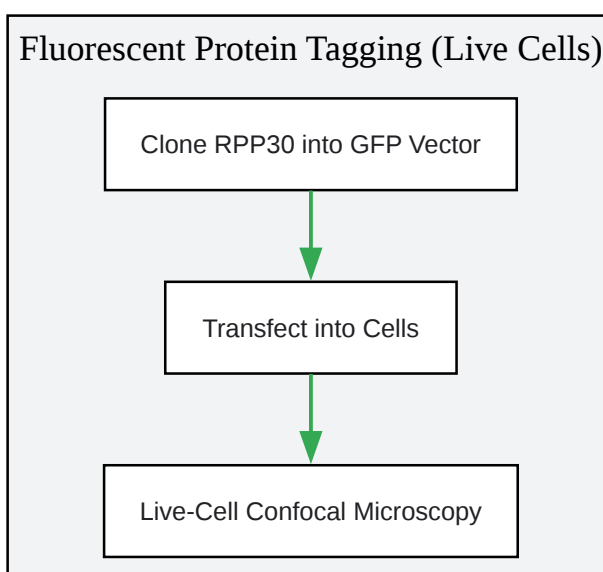 Fluorescent Protein Tagging (Live Cells)
Clone RPP30 into GFP Vector
Transfect into Cells
Live-Cell Confocal Microscopy